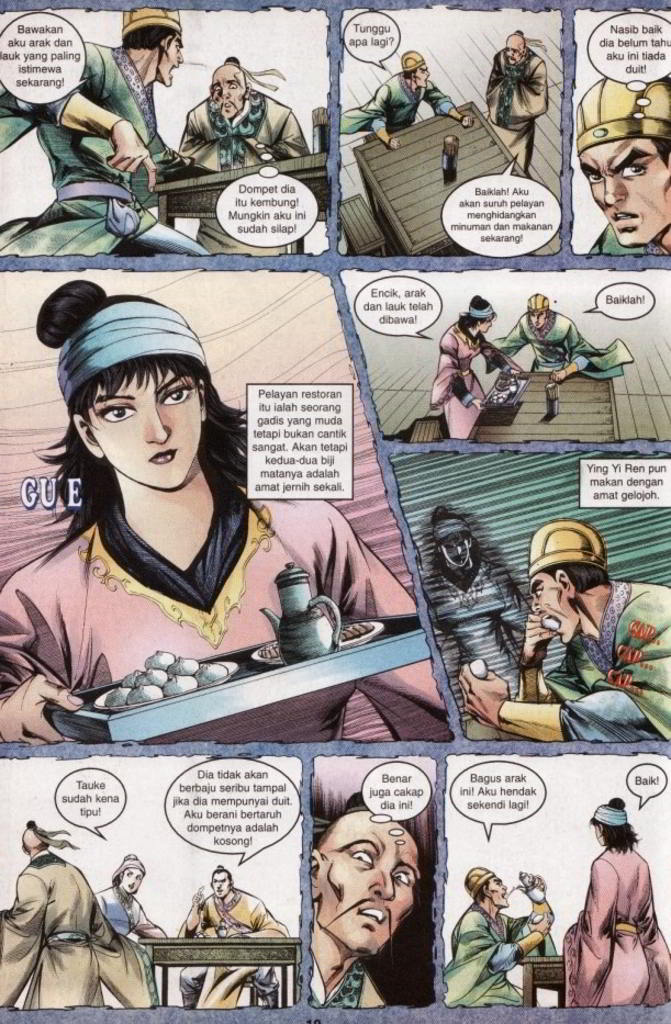 Bawakan
aku arak dan
lauk yang paling
istimewa
sekarang!
Dompet dia
itu kembung!
Mungkin aku ini
sudah silap!
Tunggu
apa lagi?
Baiklah! Aku
akan suruh pelayan
menghidangkan
minuman dan makanan
sekarang!
Nasib baik
dia belum tahu
aku ini tiada
duit!
Pelayan restoran
itu ialah seorang
gadis yang muda
tetapi bukan cantik
sangat. Akan tetapi
kedua-dua biji
matanya adalah
amat jernih sekali.
GU E
Encik, arak
dan lauk telah
dibawa!
Baiklah!
Ying Yi Ren pun
makan dengan
amat gelojoh.
Tauke
sudah kena
tipu!
Dia tidak akan
berbaju seribu tampal
jika dia mempunyai duit.
Aku berani bertaruh
dompetnya adalah
kosong!
Benar
juga cakap
dia ini!
Bagus arak
ini! Aku hendak
sekendi lagi!
Baik!